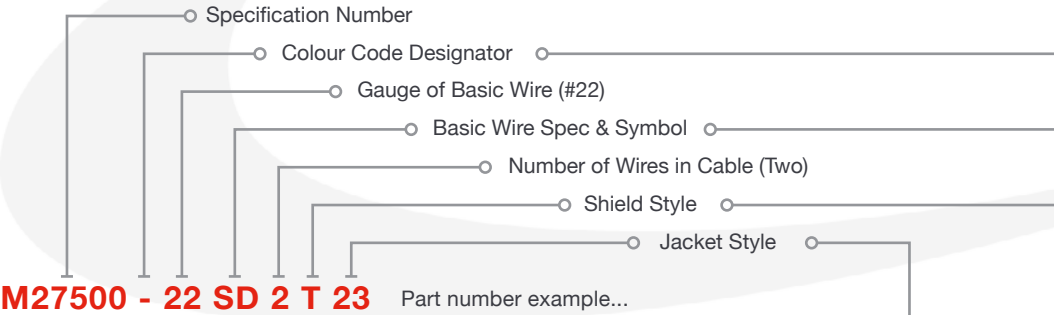 Specification Number
Colour Code Designator
Gauge of Basic Wire (#22)
Basic Wire Spec & Symbol
Number of Wires in Cable (Two)
Shield Style
Jacket Style
M27500 - 22 SD 2 T 23 Part number example...